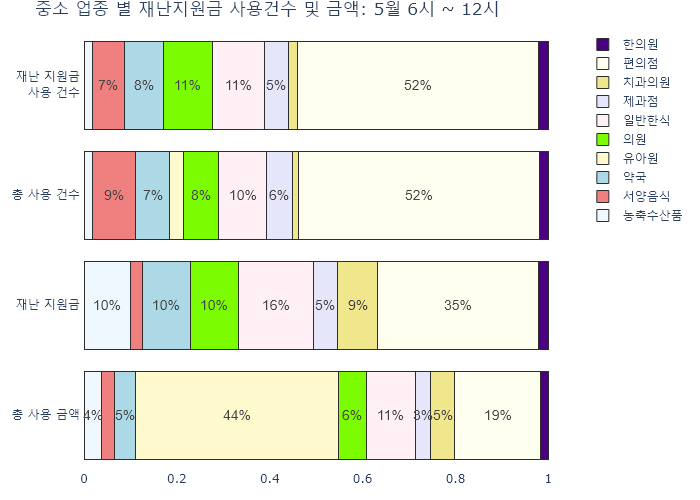 중소 업종 별 재난지원금 사용건수 및 금액: 5월 6시 ~ 12시
재난 지원금
사용 건수
7%
8%
11%
11%
5%
52%
총 사용 건수
9%
7%
8%
10%
6%
52%
재난 지원금
10%
10%
10%
16%
5%
9%
35%
총 사용 금액
4%
5%
44%
6%
11%
3%
5%
19%
0
0.2
0.4
0.6
0.8
1
한의원
편의점
치과의원
제과점
일반한식
의원
유아원
약국
서양음식
농축수산품